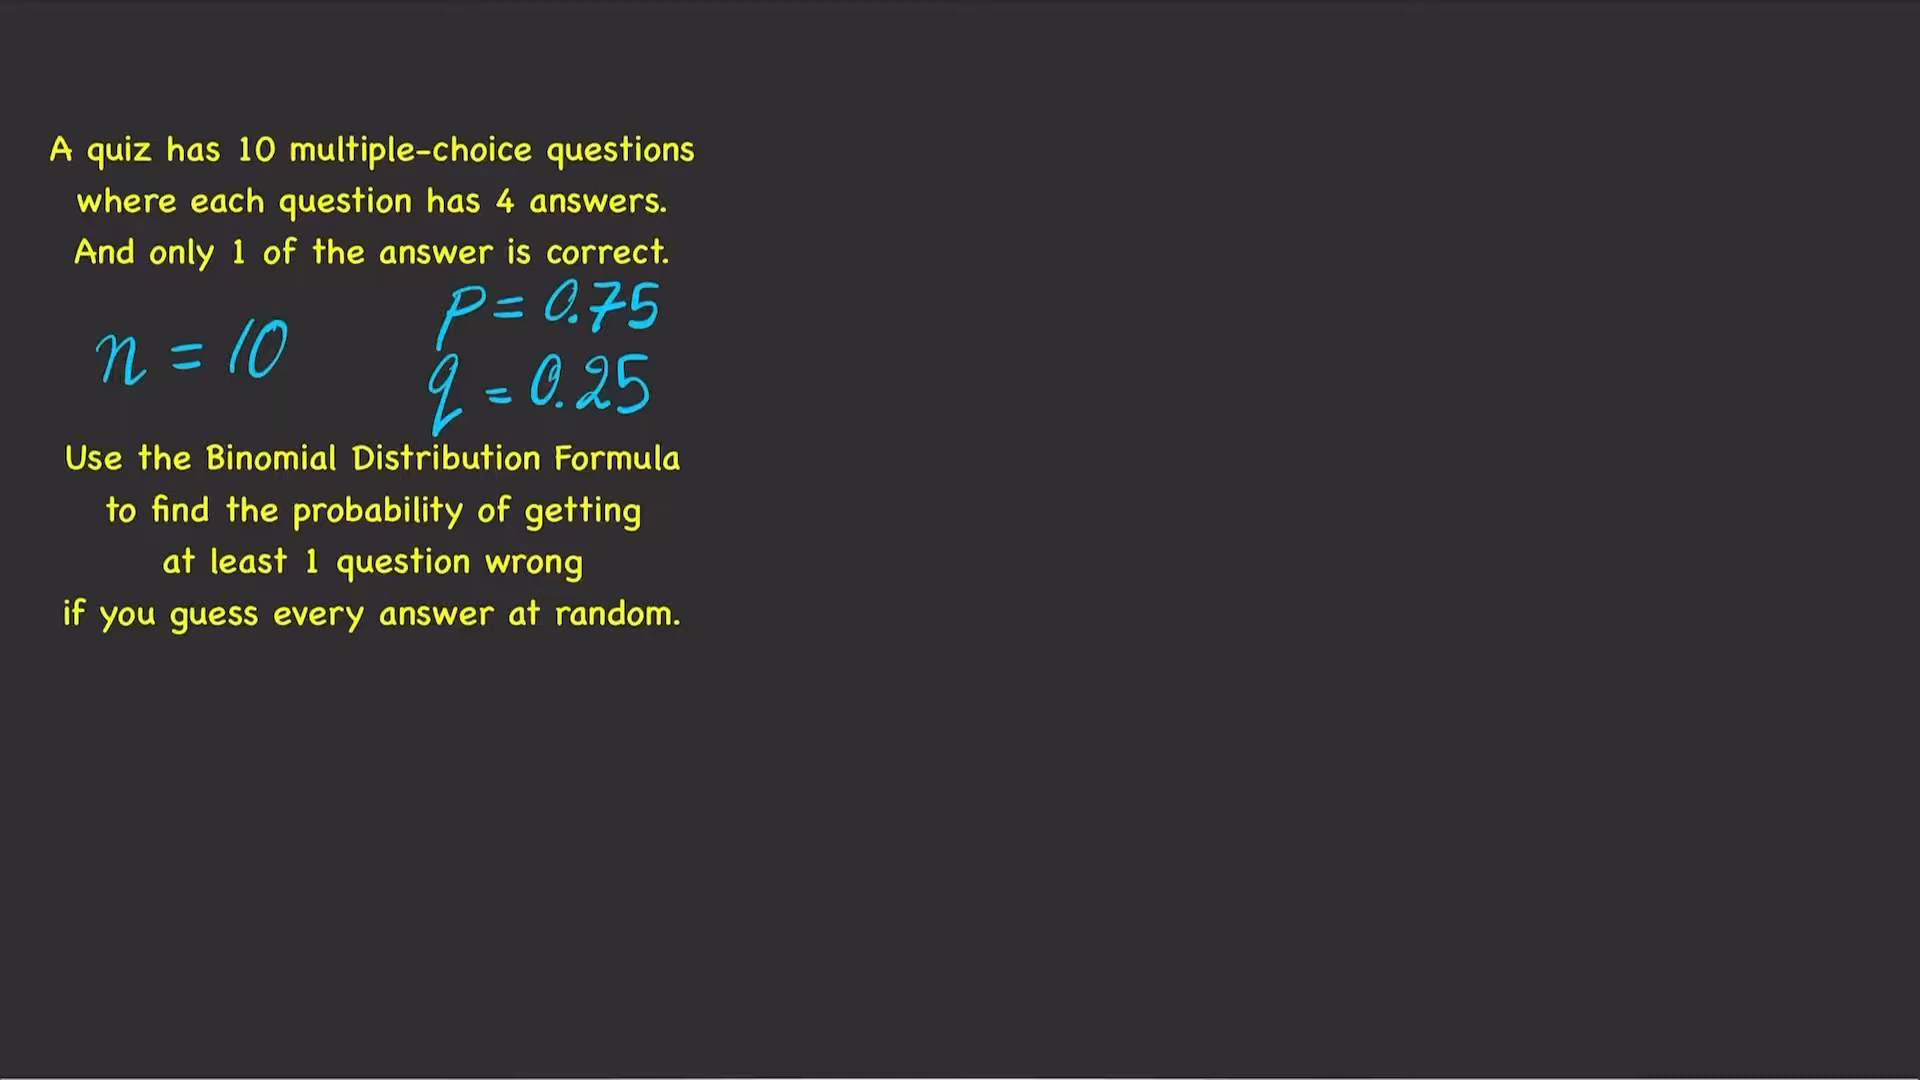 A quiz has 10 multiple-choice questions
where each question has 4 answers.
And only 1 of the answer is correct.
p = 0.75
n = 10
q = 0.25
Use the Binomial Distribution Formula
to find the probability of getting
at least 1 question wrong
if you guess every answer at random.